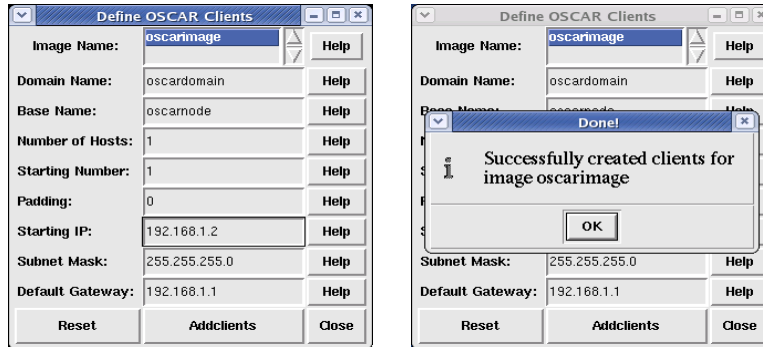 Define OSCAR Clients
Image Name: oscarimage Help
Domain Name: oscardomain Help
Base Name: oscarnode Help
Number of Hosts: 1 Help
Starting Number: 1 Help
Padding: 0 Help
Starting IP: 192.168.1.2 Help
Subnet Mask: 255.255.255.0 Help
Default Gateway: 192.168.1.1 Help
Reset Addclients Close
Define OSCAR Clients
Image Name: oscarimage Help
Domain Name: oscardomain Help
Base Name: oscarnode Help
Done!
Successfully created clients for
image oscarimage
OK
Subnet Mask: 255.255.255.0 Help
Default Gateway: 192.168.1.1 Help
Reset Addclients Close